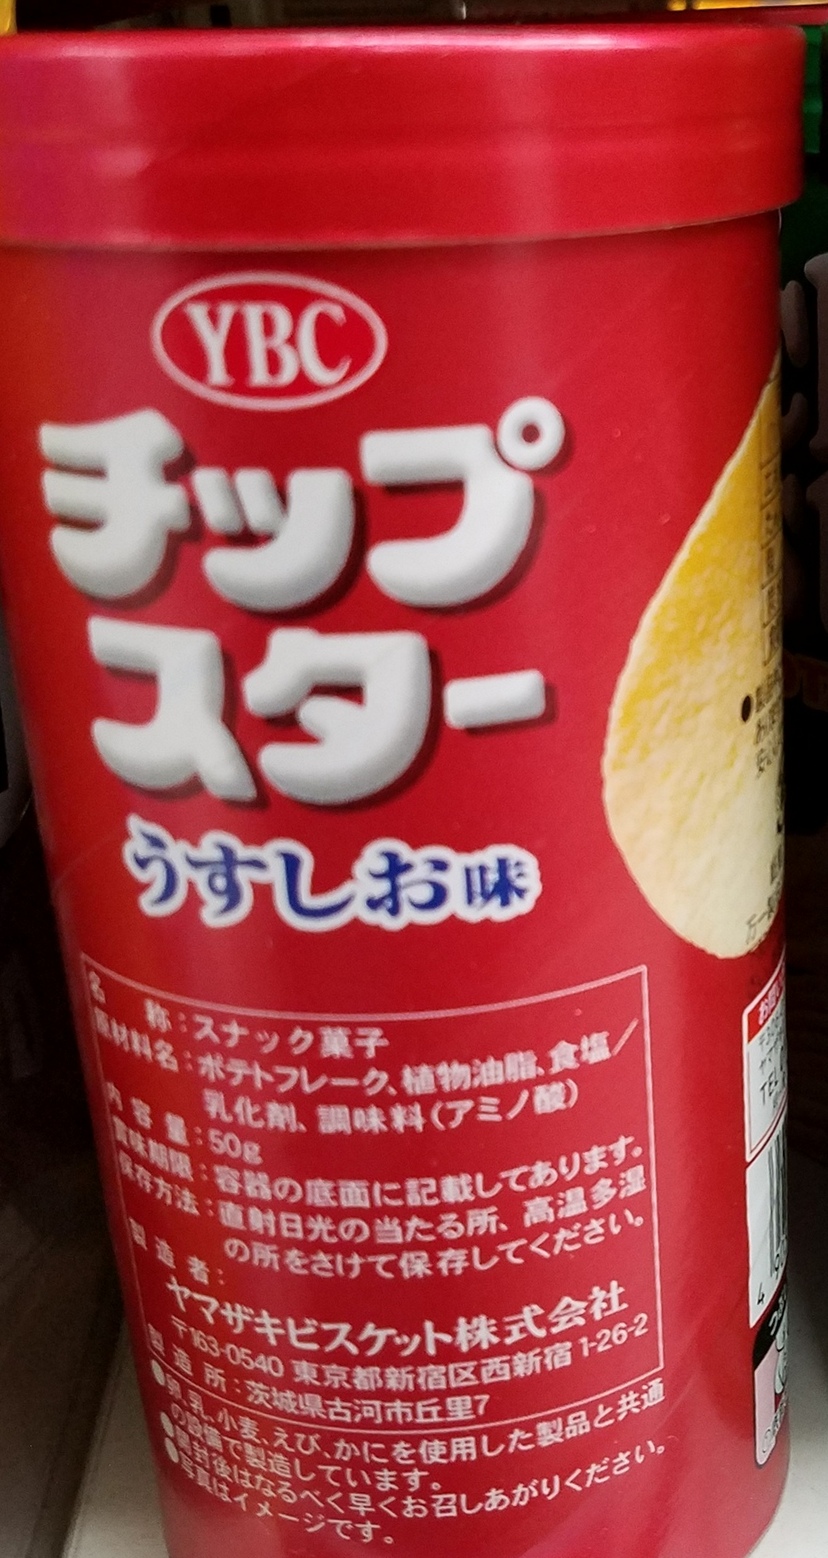 YBC
チップ
スター
うすしお味
名 称：スナック菓子
原材料名：ポテトフレーク、植物油脂、食塩／
乳化剤、調味料（アミノ酸）
内 容 量：50g
賞味期限：容器の底面に記載してあります。
保存方法：直射日光の当たる所、高温多湿
の所をさけて保存してください。
製 造 者：
ヤマザキビスケット株式会社
〒163-0540 東京都新宿区西新宿1-26-2
製 造 所：茨城県古河市丘里7
●卵、乳、小麦、えび、かにを使用した製品と共通
の設備で製造しています。
●開封後はなるべく早くお召しあがりください。
●写真はイメージです。